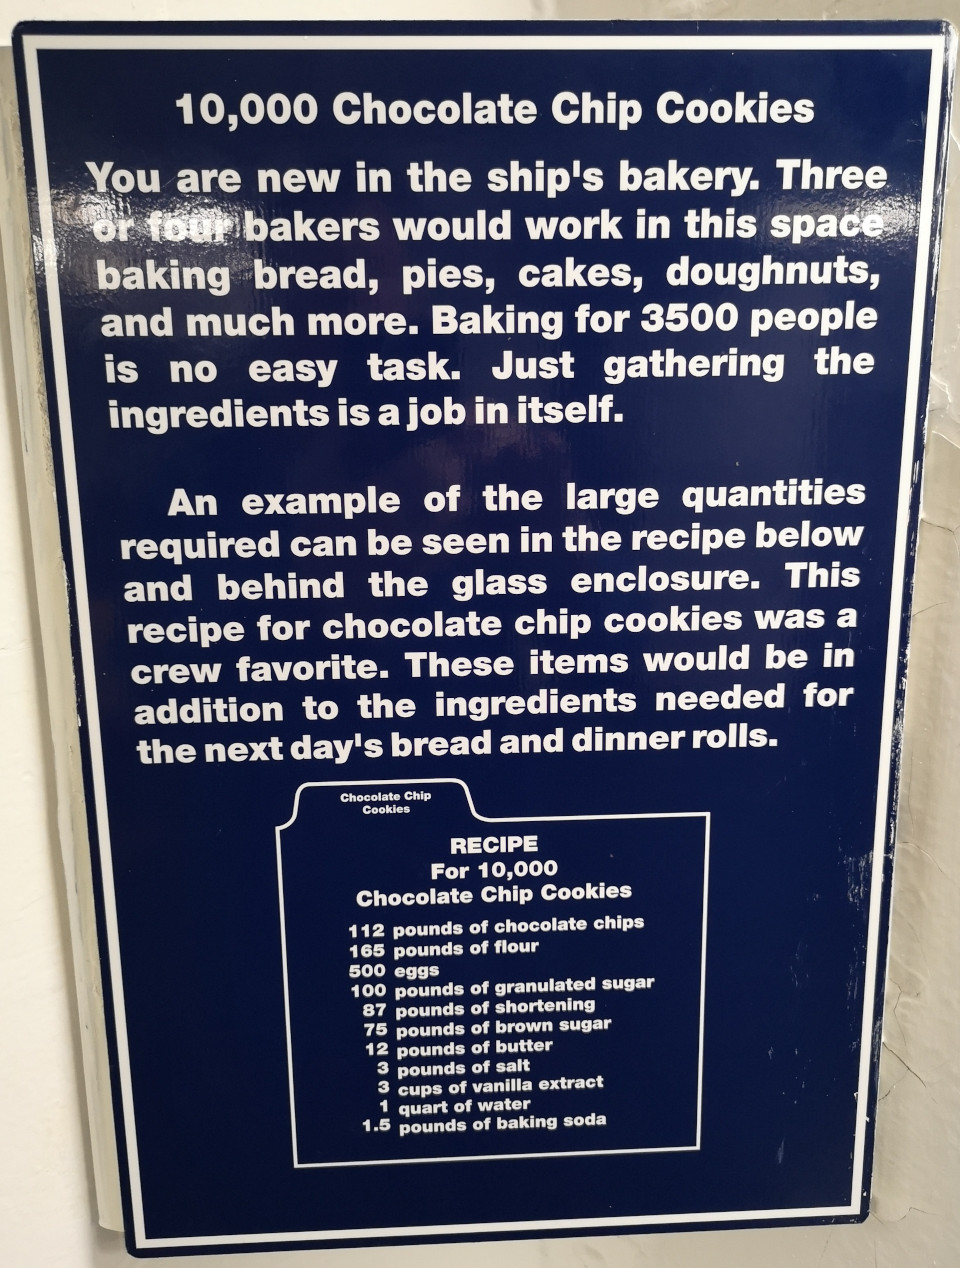 10,000 Chocolate Chip Cookies
You are new in the ship's bakery. Three
or four bakers would work in this space
baking bread, pies, cakes, doughnuts,
and much more. Baking for 3500 people
is no easy task. Just gathering the
ingredients is a job in itself.
An example of the large quantities
required can be seen in the recipe below
and behind the glass enclosure. This
recipe for chocolate chip cookies was a
crew favorite. These items would be in
addition to the ingredients needed for
the next day's bread and dinner rolls.
Chocolate Chip
Cookies
RECIPE
For 10,000
Chocolate Chip Cookies
112 pounds of chocolate chips
165 pounds of flour
500 eggs
100 pounds of granulated sugar
87 pounds of shortening
75 pounds of brown sugar
12 pounds of butter
3 pounds of salt
3 cups of vanilla extract
1 quart of water
1.5 pounds of baking soda